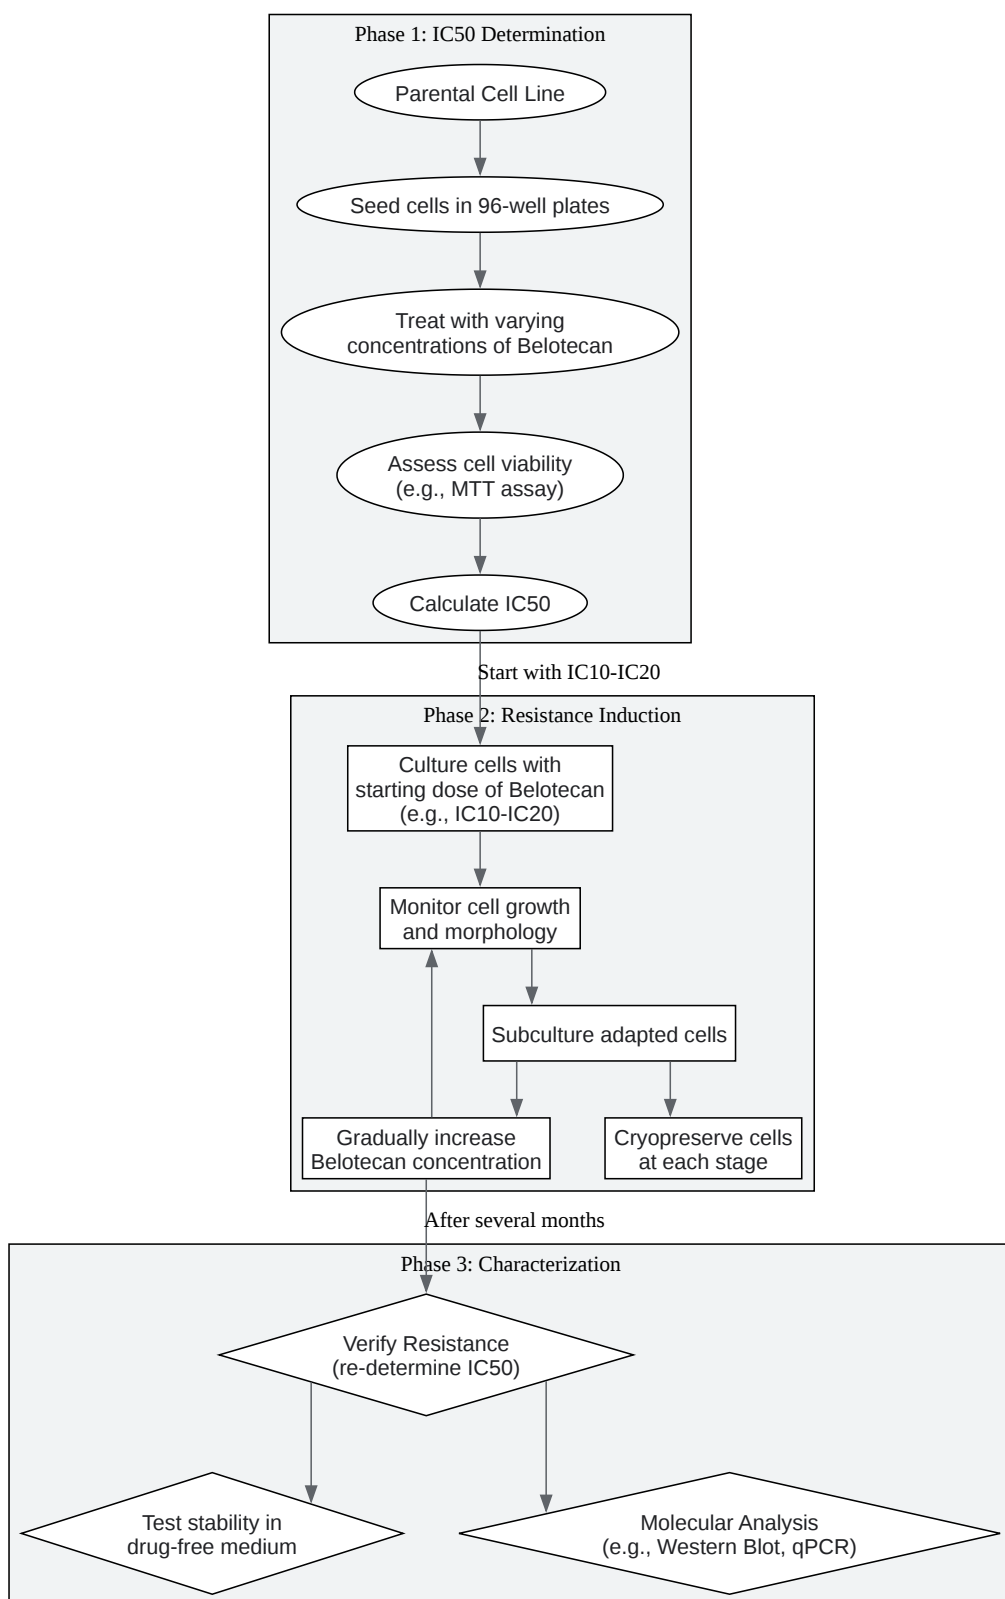 Phase 1: IC50 Determination
Parental Cell Line
Seed cells in 96-well plates
Treat with varying
concentrations of Belotecan
Assess cell viability
(e.g., MTT assay)
Calculate IC50
Start with IC10-IC20
Phase 2: Resistance Induction
Culture cells with
starting dose of Belotecan
(e.g., IC10-IC20)
Monitor cell growth
and morphology
Subculture adapted cells
Gradually increase
Belotecan concentration
Cryopreserve cells
at each stage
After several months
Phase 3: Characterization
Verify Resistance
(re-determine IC50)
Test stability in
drug-free medium
Molecular Analysis
(e.g., Western Blot, qPCR)